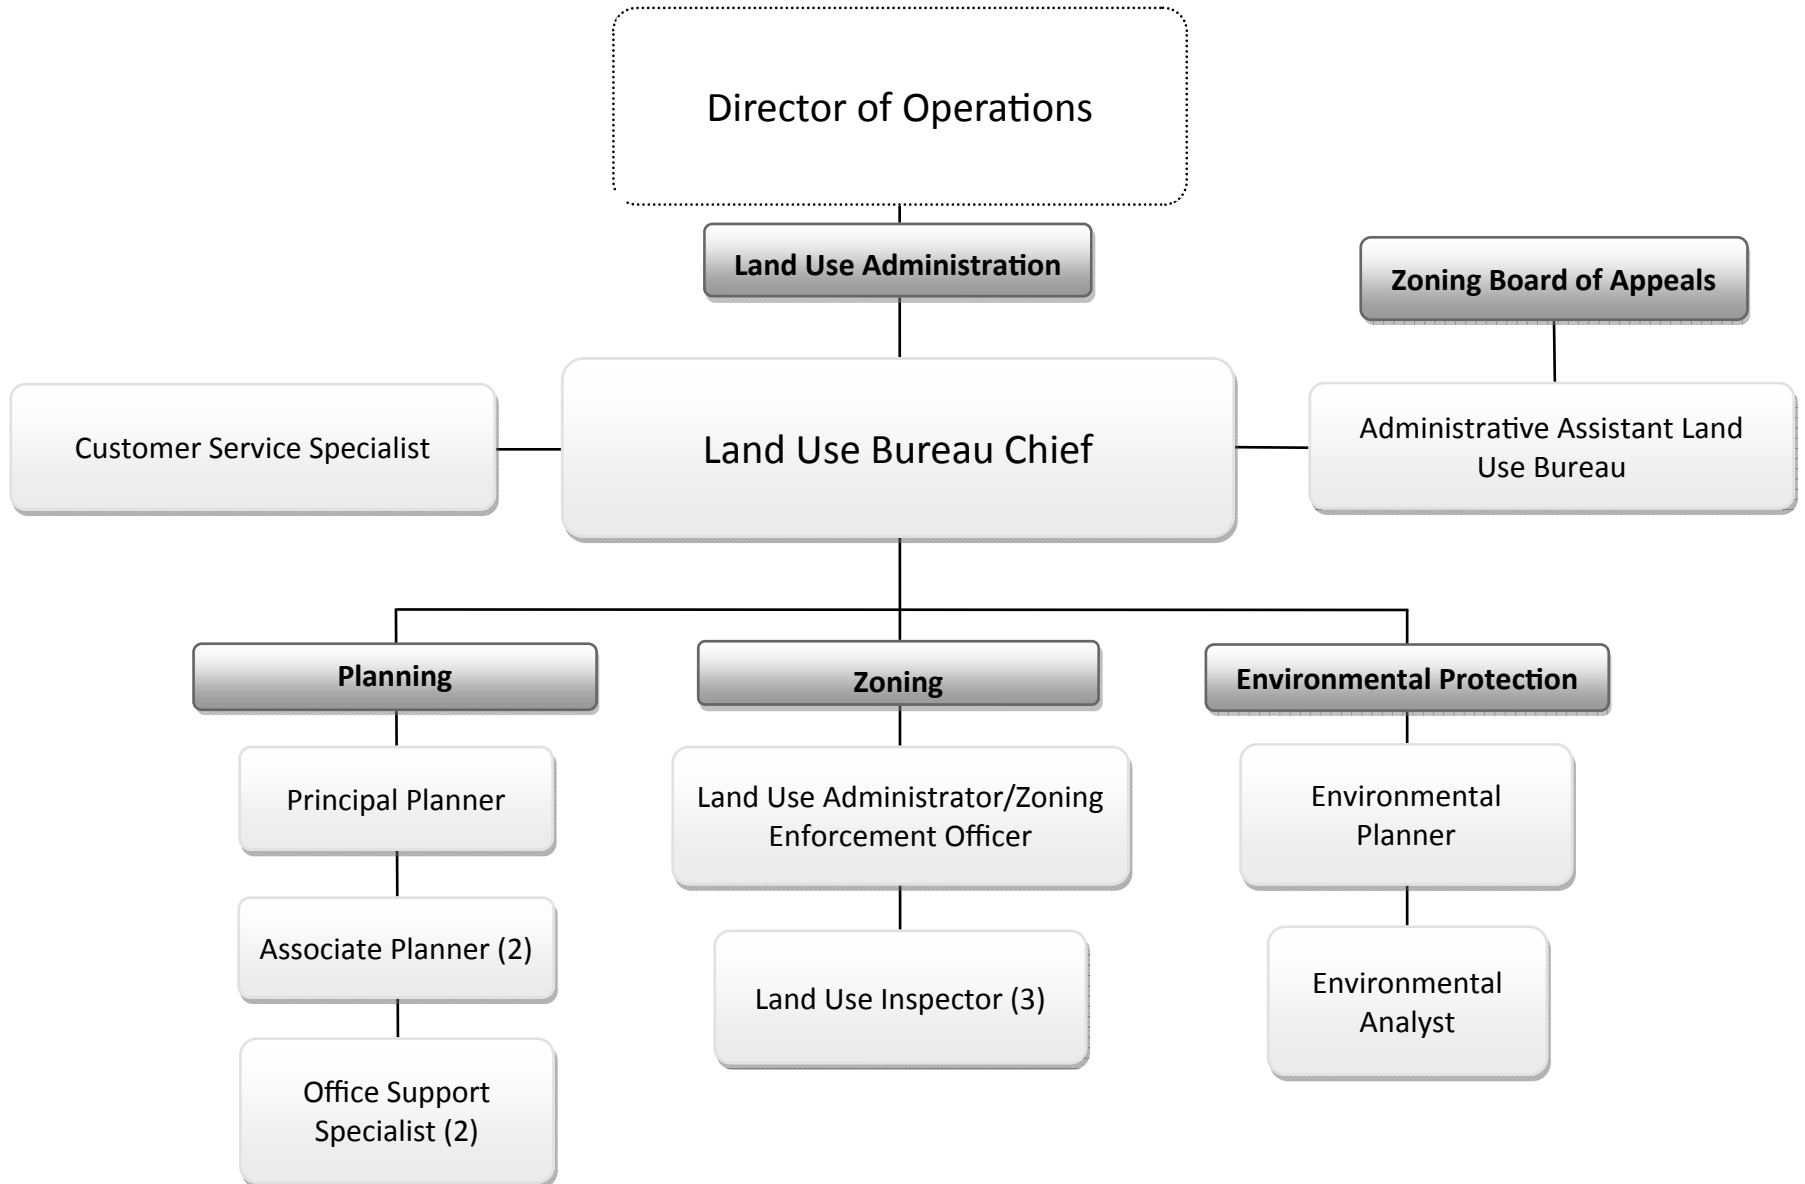 Director of Operations
Land Use Administration
Zoning Board of Appeals
Customer Service Specialist
Land Use Bureau Chief
Administrative Assistant Land
Use Bureau
Planning
Zoning
Environmental Protection
Principal Planner
Land Use Administrator/Zoning
Enforcement Officer
Environmental
Planner
Associate Planner (2)
Land Use Inspector (3)
Environmental
Analyst
Office Support
Specialist (2)